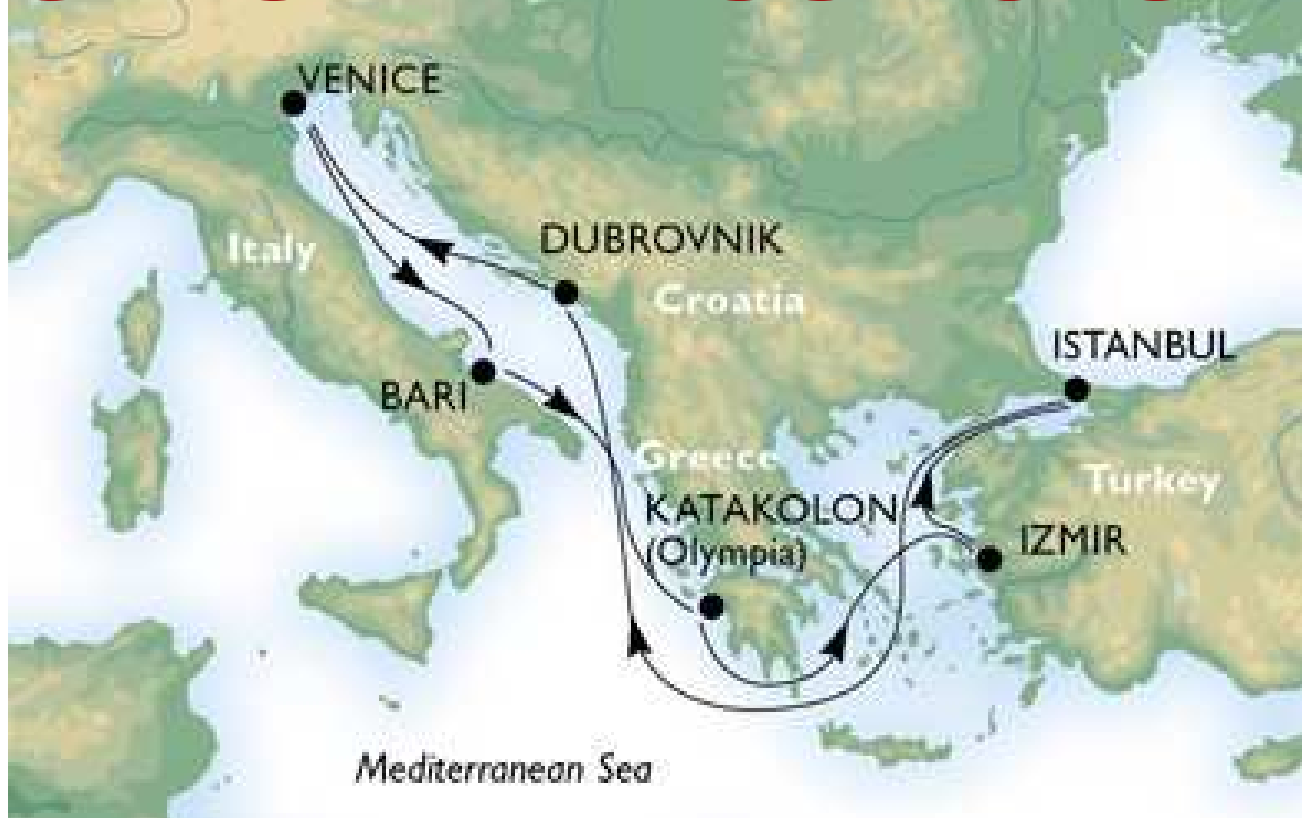 VENICE
DUBROVNIK
Italy
Croatia
ISTANBUL
BARI
Greece
Turkey
KATAKOLON
(Olympia)
IZMIR
Mediterranean Sea